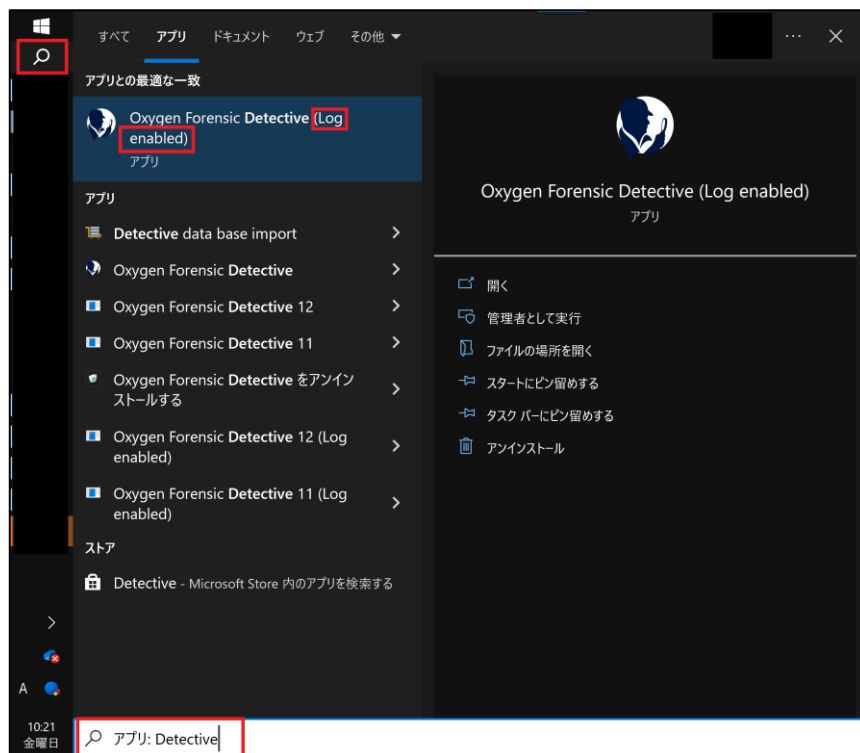 すべて アプリ ドキュメント ウェブ その他 ▼ ··· ×
アプリとの最適な一致
Oxygen Forensic Detective (Log
enabled)
アプリ
アプリ
Detective data base import
Oxygen Forensic Detective
Oxygen Forensic Detective 12
Oxygen Forensic Detective 11
Oxygen Forensic Detective をアンイン
ストールする
Oxygen Forensic Detective 12 (Log
enabled)
Oxygen Forensic Detective 11 (Log
enabled)
ストア
Detective - Microsoft Store 内のアプリを検索する
Oxygen Forensic Detective (Log enabled)
アプリ
開く
管理者として実行
ファイルの場所を開く
スタートにピン留めする
タスク バーにピン留めする
アンインストール
A
10:21
金曜日
アプリ: Detective